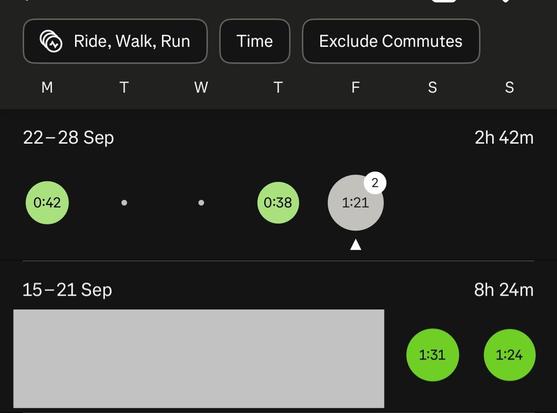 Ride, Walk, Run Time Exclude Commutes
M T W T F S S
22–28 Sep 2h 42m
0:42 0:38 1:21 2
15–21 Sep 8h 24m
1:31 1:24